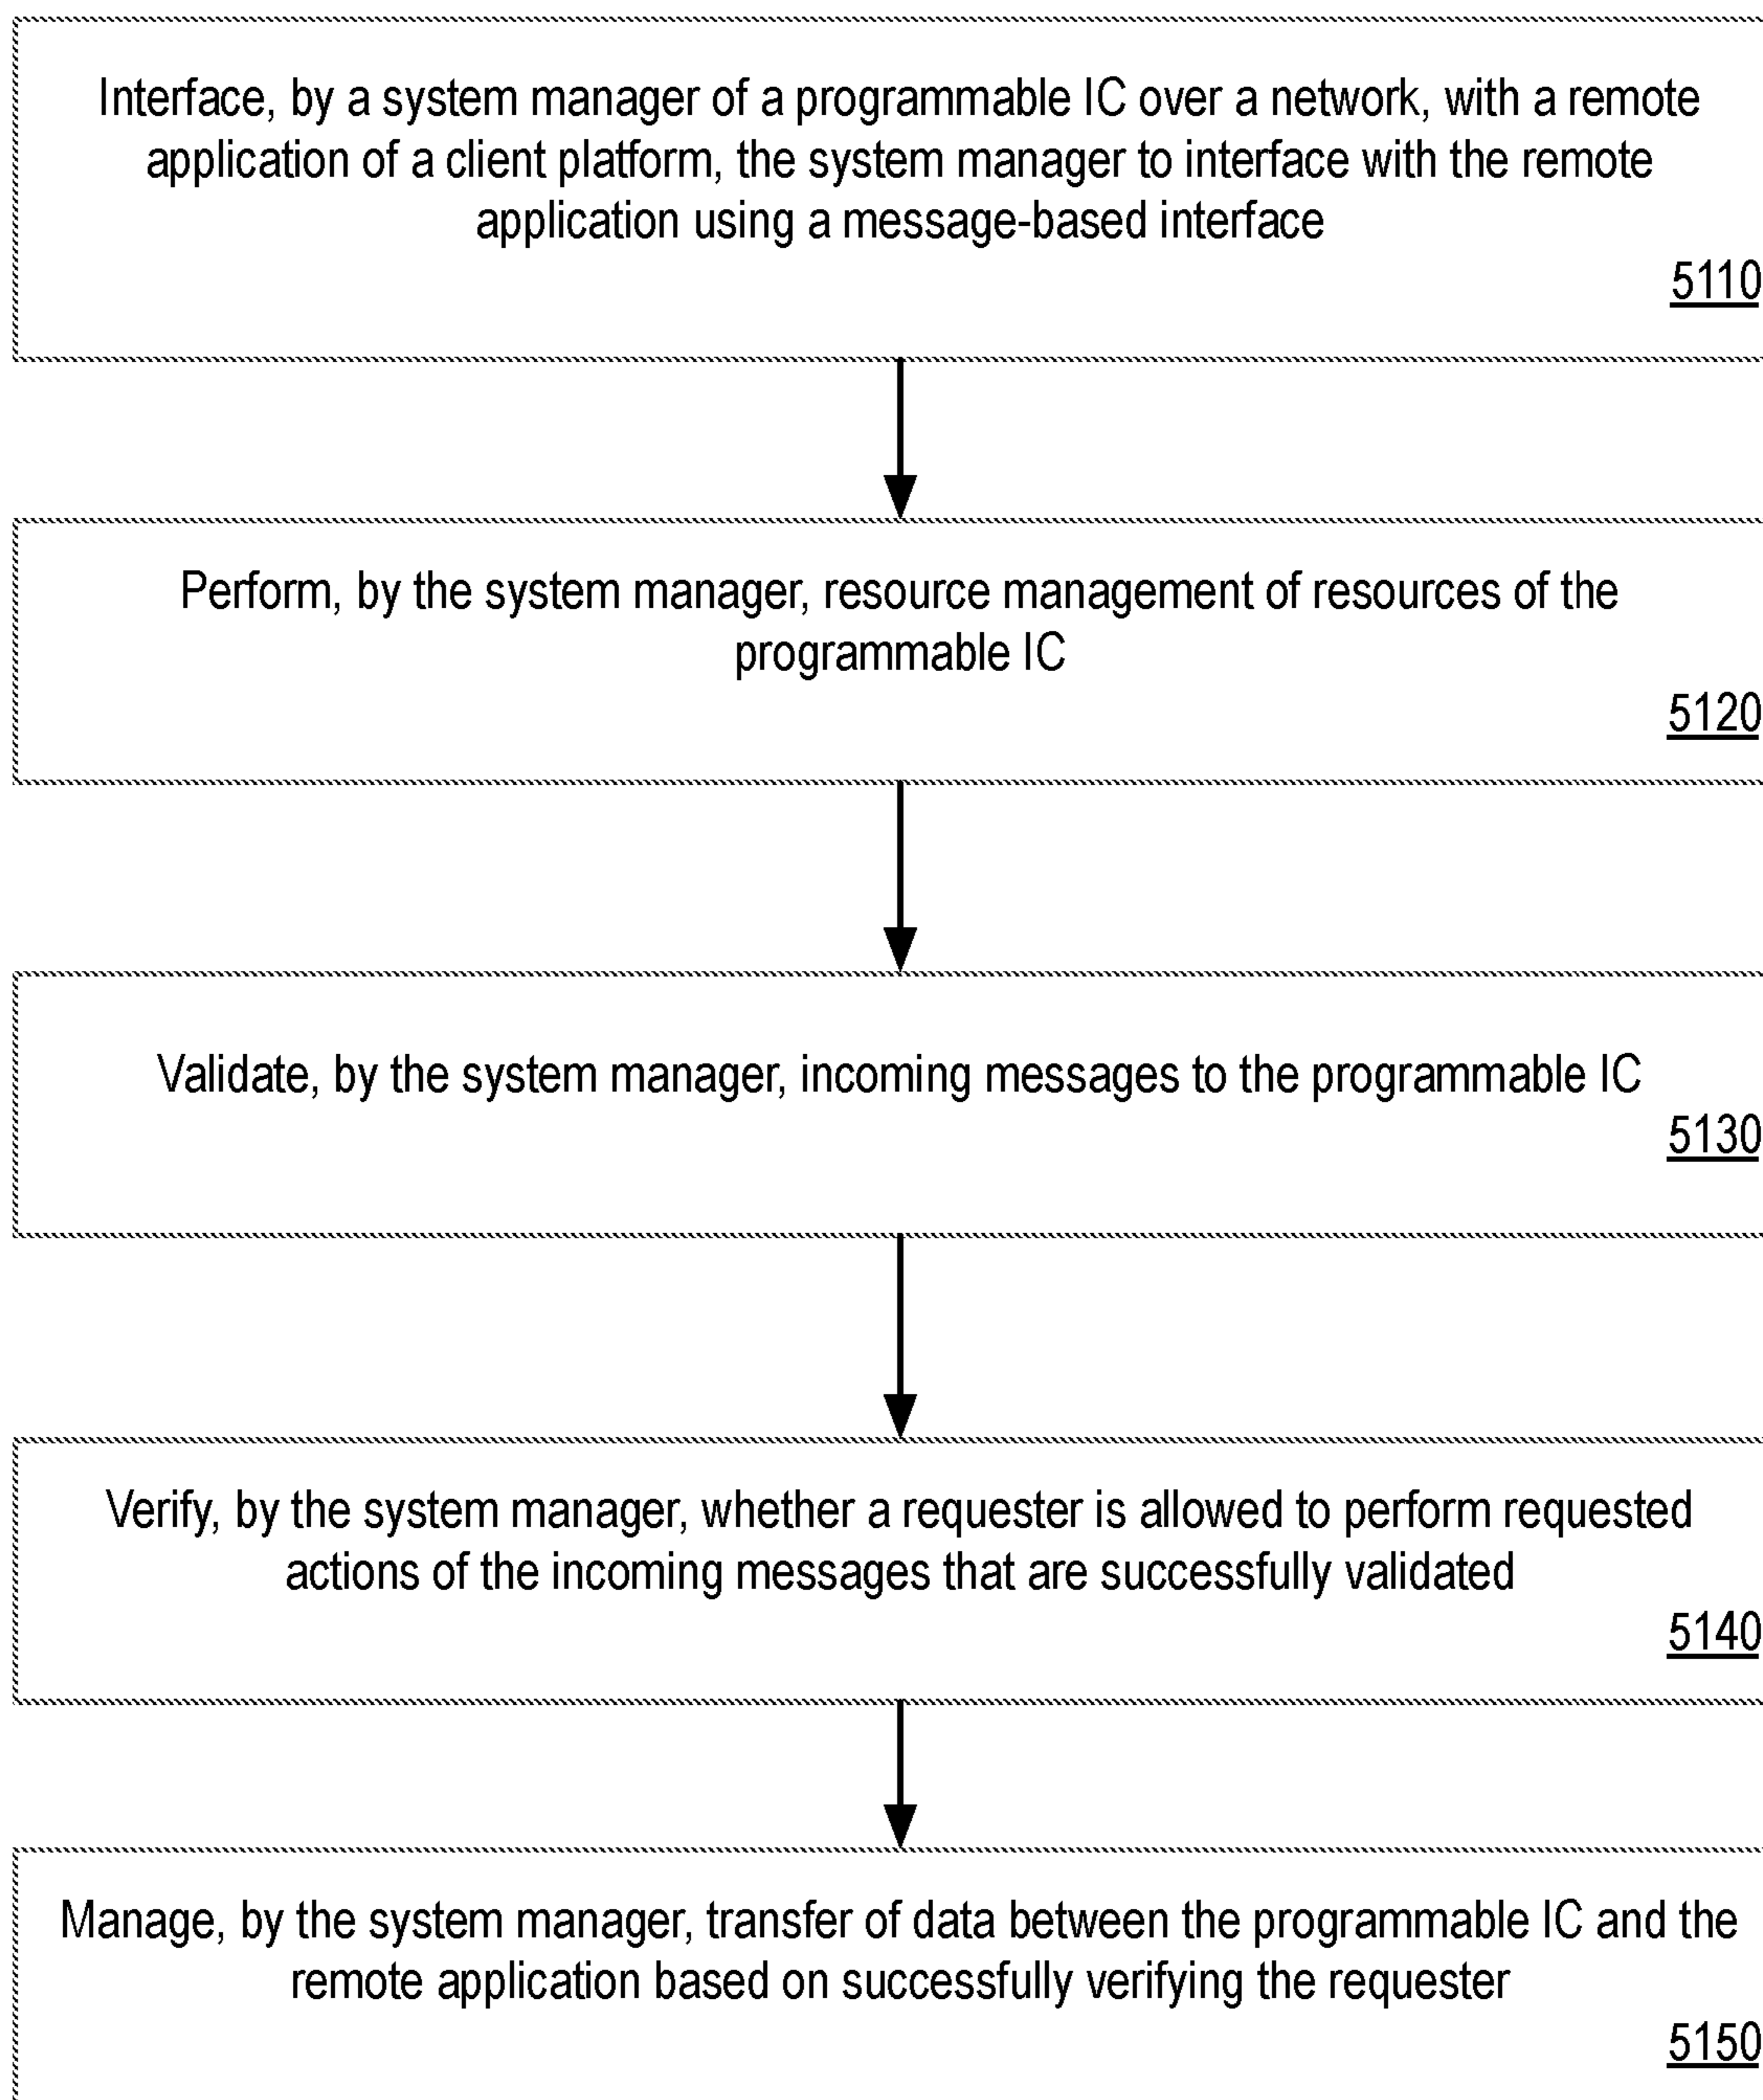 Interface, by a system manager of a programmable IC over a network, with a remote
application of a client platform, the system manager to interface with the remote
application using a message-based interface
5110
Perform, by the system manager, resource management of resources of the
programmable IC
5120
Validate, by the system manager, incoming messages to the programmable IC
5130
Verify, by the system manager, whether a requester is allowed to perform requested
actions of the incoming messages that are successfully validated
5140
Manage, by the system manager, transfer of data between the programmable IC and the
remote application based on successfully verifying the requester
5150